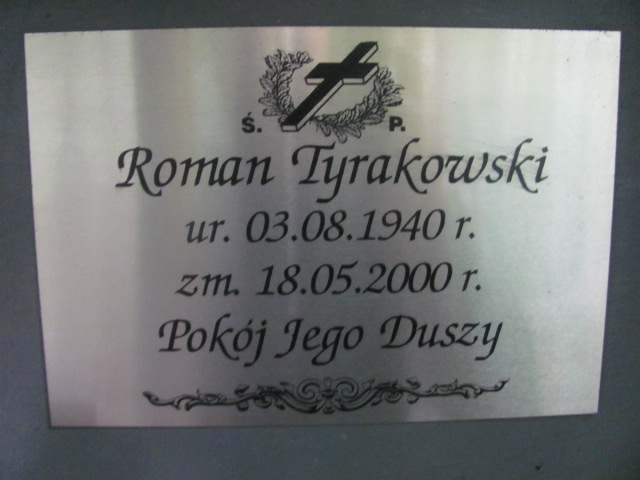 Ś. P.
Roman Tyrakowski
ur. 03.08.1940 r.
zm. 18.05.2000 r.
Pokój Jego Duszy